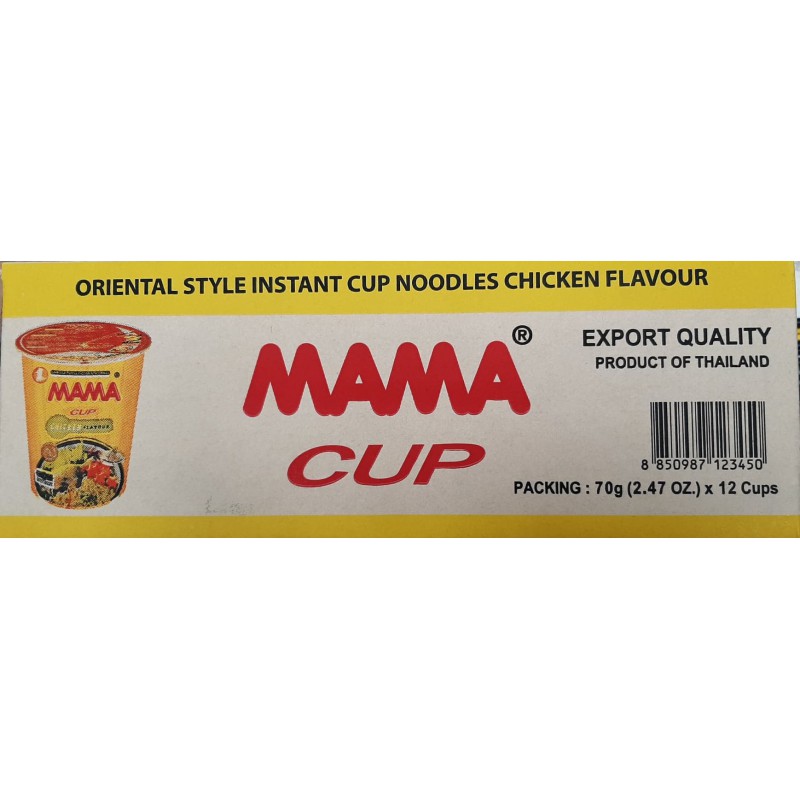 ORIENTAL STYLE INSTANT CUP NOODLES CHICKEN FLAVOUR
MAMA
CUP
CHICKEN FLAVOUR
MAMA®
CUP
EXPORT QUALITY
PRODUCT OF THAILAND
8 850987 123450
PACKING : 70g (2.47 OZ.) x 12 Cups